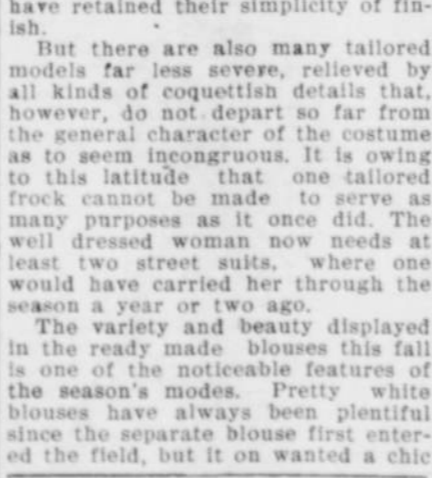 have retained their simplicity of fin-
ish.
But there are also many tailored
models far less severe, relieved by
all kinds of coquettish details that,
however, do not depart so far from
the general character of the costume
as to seem incongruous. It is owing
to this latitude that one tailored
frock cannot be made to serve as
many purposes as it once did. The
well dressed woman now needs at
least two street suits, where one
would have carried her through the
season a year or two ago.
The variety and beauty displayed
in the ready made blouses this fall
is one of the noticeable features of
the season's modes. Pretty white
blouses have always been plentiful
since the separate blouse first enter-
ed the field, but it on wanted a chic